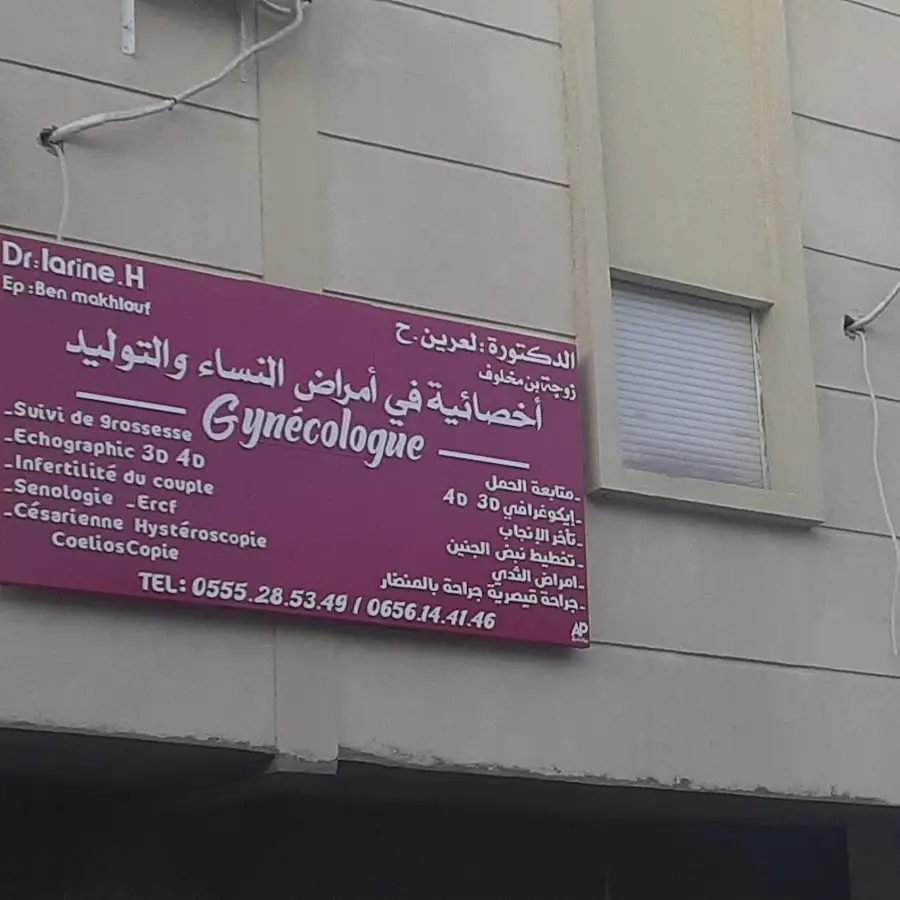 Dr:larine.H
Ep:Ben makhlouf
الدكتورة:لعرين.ح
زوجة بن مخلوف
أخصائية في أمراض النساء والتوليد
Gynécologue
_Suivi de grossesse
_Echographic 3D 4D
_Infertilité du couple
_Senologie _Ercf
_Césarienne Hystéroscopie
CoeliosCopie
_متابعة الحمل
_إيكوغرافي 3D 4D
_تأخر الإنجاب
_تخطيط نبض الجنين
_امراض الثدي
_جراحة قيصرية جراحة بالمنضار
TEL: 0555.28.53.49 / 0656.14.41.46
AP